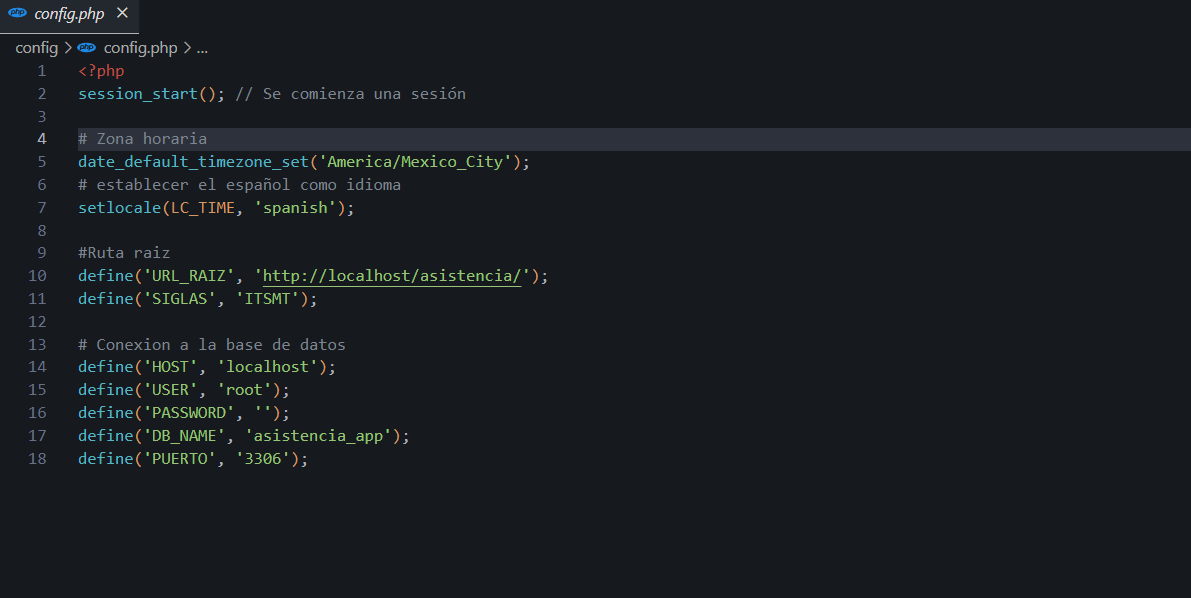 php config.php ✕
config > php config.php > ...
1 <?php
2 session_start(); // Se comienza una sesión
3
4 # Zona horaria
5 date_default_timezone_set('America/Mexico_City');
6 # establecer el español como idioma
7 setlocale(LC_TIME, 'spanish');
8
9 #Ruta raiz
10 define('URL_RAIZ', 'http://localhost/asistencia/');
11 define('SIGLAS', 'ITSMT');
12
13 # Conexion a la base de datos
14 define('HOST', 'localhost');
15 define('USER', 'root');
16 define('PASSWORD', '');
17 define('DB_NAME', 'asistencia_app');
18 define('PUERTO', '3306');